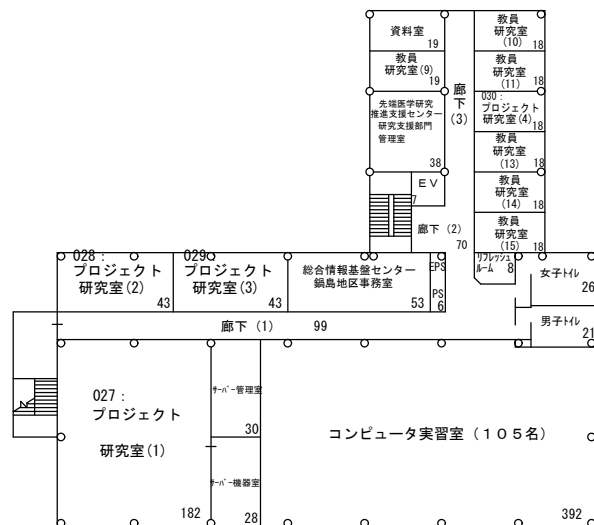 資料室
19
教員
研究室(9)
19
先端医学研究
推進支援センター
研究支援部門
管理室
38
EV
7
廊下(2)
70
廊下
(3)
教員
研究室
(10)
18
教員
研究室
(11)
18
030:
プロジェクト
研究室(4)
18
教員
研究室
(13)
18
教員
研究室
(14)
18
教員
研究室
(15)
18
リフレッシュ
ルーム
8
女子トイレ
26
男子トイレ
21
028:
プロジェクト
研究室(2)
43
029:
プロジェクト
研究室(3)
43
総合情報基盤センター
鍋島地区事務室
53
EPS
PS
6
廊下(1)
99
027:
プロジェクト
研究室(1)
182
サーバー管理室
30
サーバー機器室
28
コンピュータ実習室(105名)
392